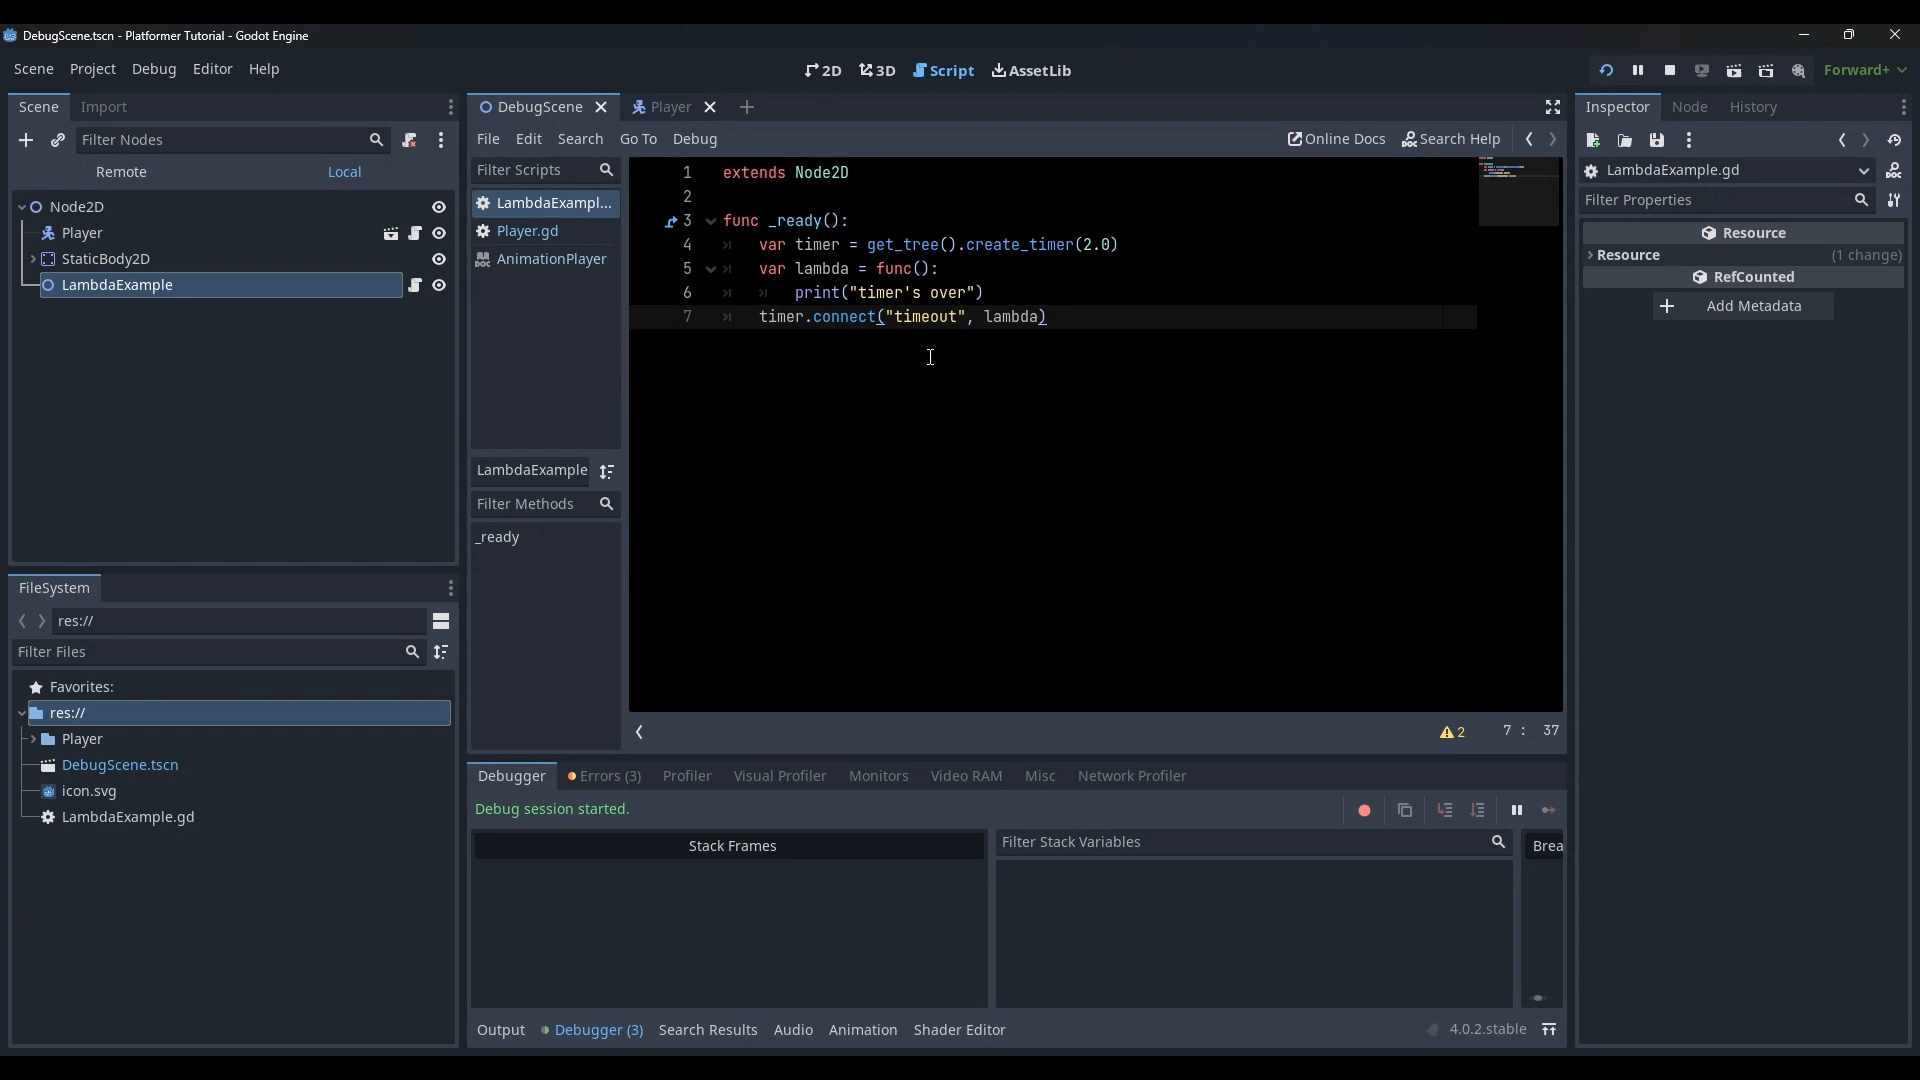 DebugScene.tscn - Platformer Tutorial - Godot Engine
Scene Project Debug Editor Help
2D 3D Script AssetLib
Forward+
Scene Import
Filter Nodes
Remote Local
Node2D
Player
StaticBody2D
LambdaExample
FileSystem
res://
Filter Files
Favorites:
res://
Player
DebugScene.tscn
icon.svg
LambdaExample.gd
DebugScene Player
File Edit Search Go To Debug
Online Docs Search Help
Filter Scripts
LambdaExampl...
Player.gd
AnimationPlayer
LambdaExample
Filter Methods
_ready
1 extends Node2D
2
3 func _ready():
4 var timer = get_tree().create_timer(2.0)
5 var lambda = func():
6 print("timer's over")
7 timer.connect("timeout", lambda)
2 7 : 37
Debugger Errors (3) Profiler Visual Profiler Monitors Video RAM Misc Network Profiler
Debug session started.
Stack Frames
Filter Stack Variables
Brea
Output Debugger (3) Search Results Audio Animation Shader Editor
4.0.2.stable
Inspector Node History
LambdaExample.gd
Filter Properties
Resource
Resource (1 change)
RefCounted
Add Metadata